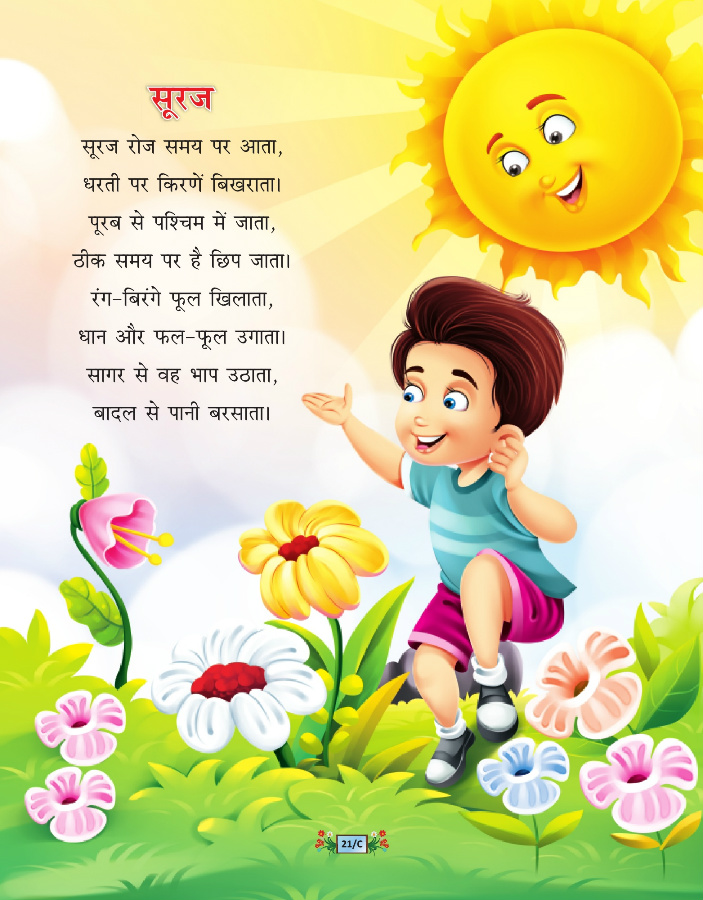 सूरज
सूरज रोज समय पर आता,
धरती पर किरणें बिखराता।
पूरब से पश्चिम में जाता,
ठीक समय पर है छिप जाता।
रंग-बिरंगे फूल खिलाता,
धान और फल-फूल उगाता।
सागर से वह भाप उठाता,
बादल से पानी बरसाता।
21/C